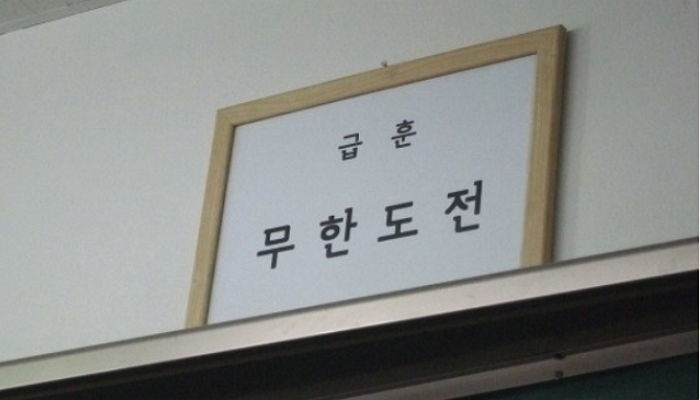 급 훈
무 한 도 전